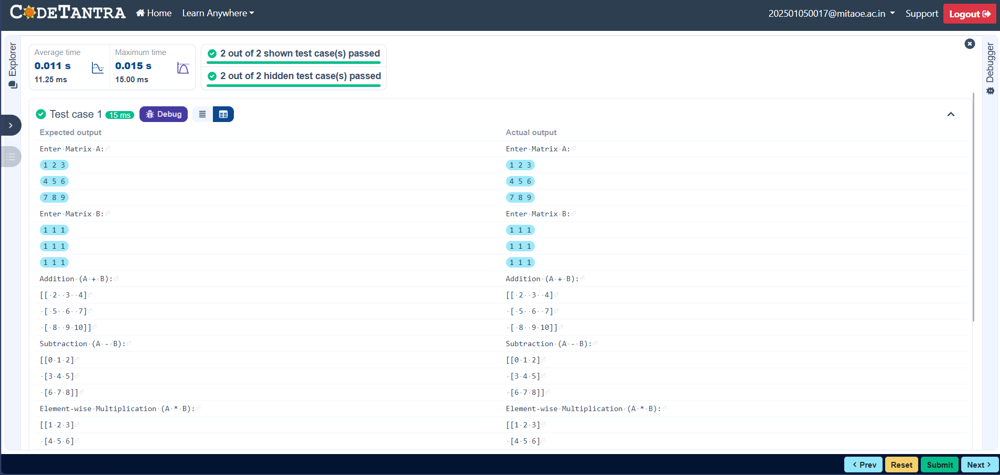 CODETANTRA
Home
Learn Anywhere
202501050017@mitaoe.ac.in
Support
Logout
Explorer
Debugger
Average time
0.011 s
11.25 ms
Maximum time
0.015 s
15.00 ms
2 out of 2 shown test case(s) passed
2 out of 2 hidden test case(s) passed
Test case 1
15 ms
Debug
Expected output
Actual output
Enter·Matrix·A:⏎
Enter·Matrix·A:⏎
1 2 3
1 2 3
4 5 6
4 5 6
7 8 9
7 8 9
Enter·Matrix·B:⏎
Enter·Matrix·B:⏎
1 1 1
1 1 1
1 1 1
1 1 1
1 1 1
1 1 1
Addition·(A·+·B):⏎
Addition·(A·+·B):⏎
[[·2··3··4]⏎
[[·2··3··4]⏎
·[·5··6··7]⏎
·[·5··6··7]⏎
·[·8··9·10]]⏎
·[·8··9·10]]⏎
Subtraction·(A·-·B):⏎
Subtraction·(A·-·B):⏎
[[0·1·2]⏎
[[0·1·2]⏎
·[3·4·5]⏎
·[3·4·5]⏎
·[6·7·8]]⏎
·[6·7·8]]⏎
Element-wise·Multiplication·(A·*·B):⏎
Element-wise·Multiplication·(A·*·B):⏎
[[1·2·3]⏎
[[1·2·3]⏎
·[4·5·6]⏎
·[4·5·6]⏎
Prev
Reset
Submit
Next